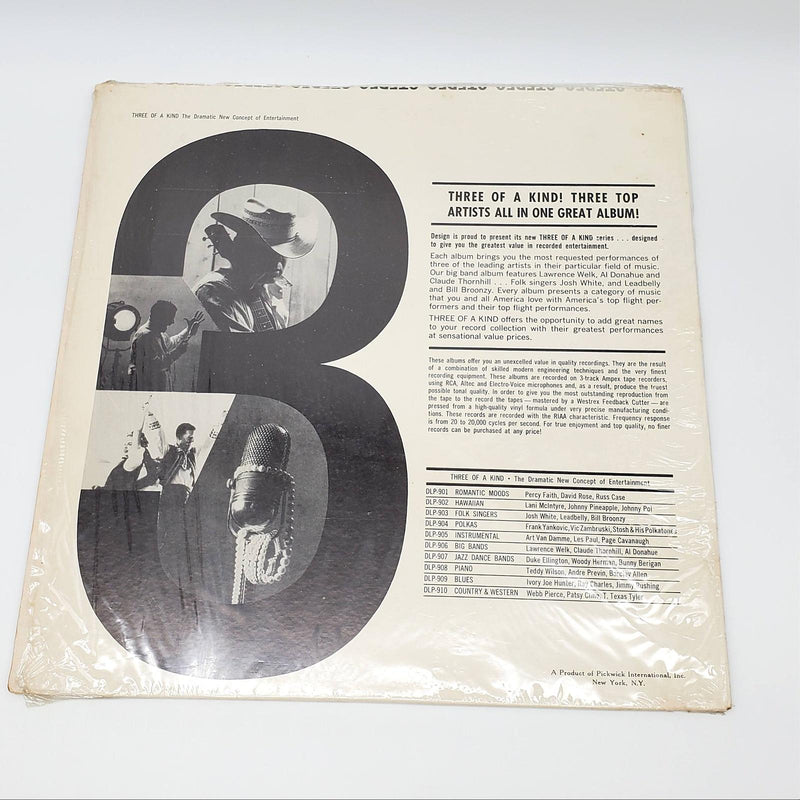 STEREO STEREO STEREO STEREO STEREO STEREO
THREE OF A KIND The Dramatic New Concept of Entertainment
THREE OF A KIND! THREE TOP
ARTISTS ALL IN ONE GREAT ALBUM!
Design is proud to present its new THREE OF A KIND series . . . designed
to give you the greatest value in recorded entertainment.
Each album brings you the most requested performances of
three of the leading artists in their particular field of music.
Our big band album features Lawrence Welk, Al Donahue and
Claude Thornhill . . . Folk singers Josh White, and Leadbelly
and Bill Broonzy. Every album presents a category of music
that you and all America love with America's top flight per-
formers and their top flight performances.
THREE OF A KIND offers the opportunity to add great names
to your record collection with their greatest performances
at sensational value prices.
These albums offer you an unexcelled value in quality recordings. They are the result
of a combination of skilled modern engineering techniques and the very finest
recording equipment. These albums are recorded on 3-track Ampex tape recorders,
using RCA, Altec and Electro-Voice microphones and, as a result, produce the truest
possible tonal quality. In order to give you the most outstanding reproduction from
the tape to the record the tapes — mastered by a Westrex Feedback Cutter — are
pressed from a high-quality vinyl formula under very precise manufacturing condi-
tions. These records are recorded with the RIAA characteristic. Frequency response
is from 20 to 20,000 cycles per second. For true enjoyment and top quality, no finer
records can be purchased at any price!
THREE OF A KIND • The Dramatic New Concept of Entertainment
DLP-901 ROMANTIC MOODS Percy Faith, David Rose, Russ Case
DLP-902 HAWAIIAN Lani McIntyre, Johnny Pineapple, Johnny Poi
DLP-903 FOLK SINGERS Josh White, Leadbelly, Bill Broonzy
DLP-904 POLKAS Frank Yankovic, Vic Zambruski, Stosh & His Polkatoneers
DLP-905 INSTRUMENTAL Art Van Damme, Les Paul, Page Cavanaugh
DLP-906 BIG BANDS Lawrence Welk, Claude Thornhill, Al Donahue
DLP-907 JAZZ DANCE BANDS Duke Ellington, Woody Herman, Bunny Berigan
DLP-908 PIANO Teddy Wilson, Andre Previn, Barclay Allen
DLP-909 BLUES Ivory Joe Hunter, Ray Charles, Jimmy Rushing
DLP-910 COUNTRY & WESTERN Webb Pierce, Patsy Cline, T. Texas Tyler
A Product of Pickwick International, Inc.
New York, N.Y.